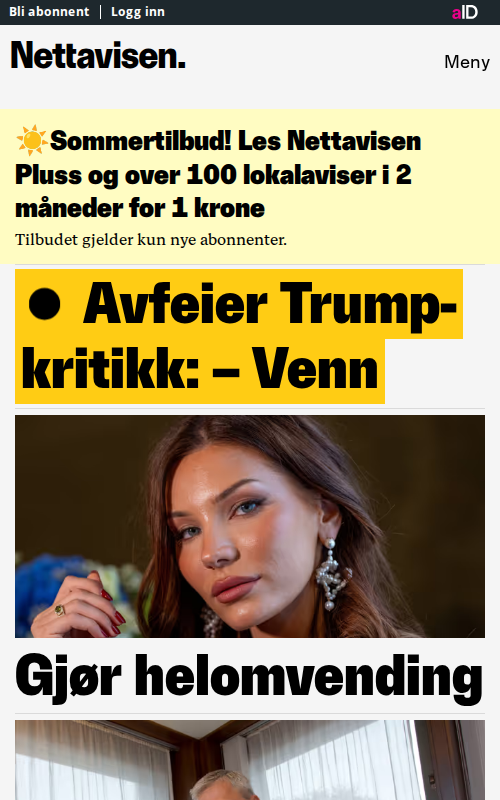 Bli abonnent | Logg inn aID
Nettavisen.
Meny
☀️Sommertilbud! Les Nettavisen
Pluss og over 100 lokalaviser i 2
måneder for 1 krone
Tilbudet gjelder kun nye abonnenter.
● Avfeier Trump-
kritikk: – Venn
Gjør helomvending